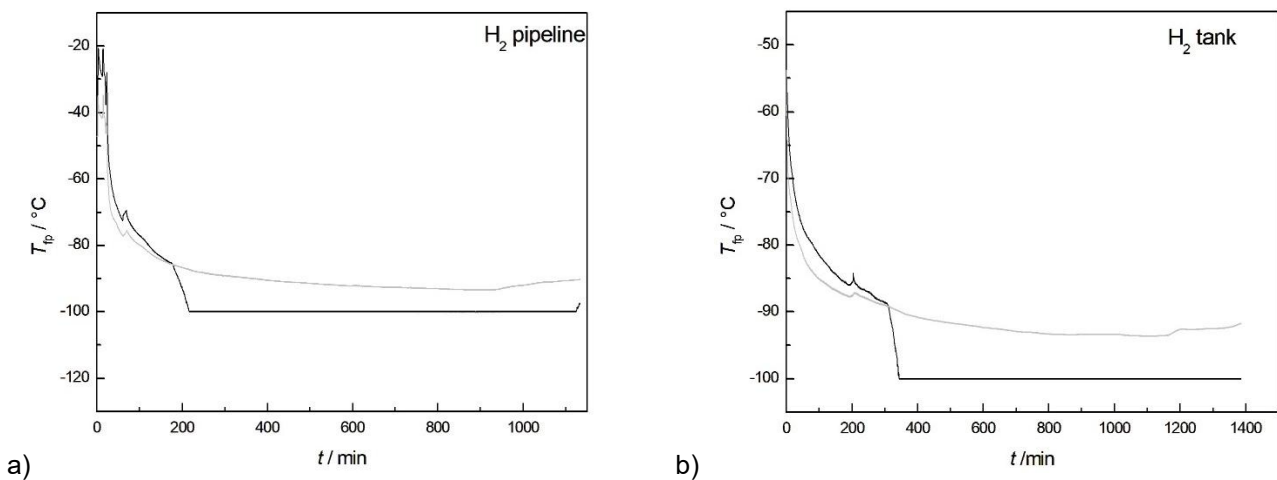 H2 pipeline
-20
-40
-60
-80
-100
-120
Tfp / °C
0 200 400 600 800 1000
t / min
a)
H2 tank
-50
-60
-70
-80
-90
-100
Tfp / °C
0 200 400 600 800 1000 1200 1400
t / min
b)